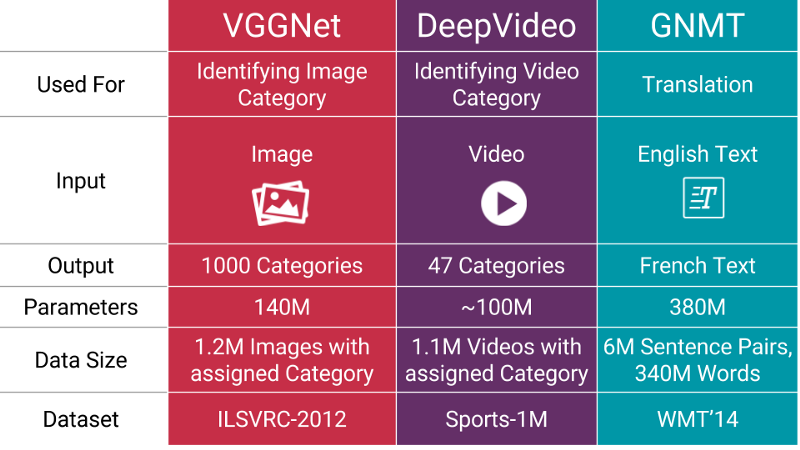 VGGNet DeepVideo GNMT
Used For Identifying Image Category Identifying Video Category Translation
Input Image Video English Text
T
Output 1000 Categories 47 Categories French Text
Parameters 140M ~100M 380M
Data Size 1.2M Images with assigned Category 1.1M Videos with assigned Category 6M Sentence Pairs, 340M Words
Dataset ILSVRC-2012 Sports-1M WMT’14